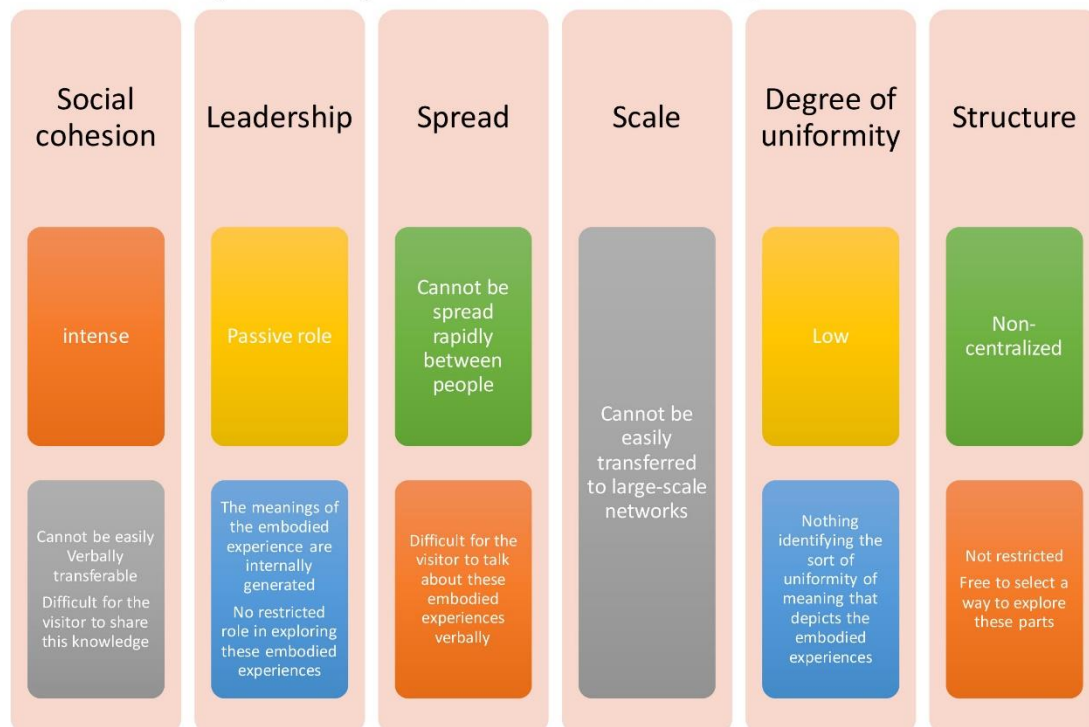 Social
cohesion
intense
Cannot be easily
Verbally
transferable
Difficult for the
visitor to share
this knowledge
Leadership
Passive role
The meanings of
the embodied
experience are
internally
generated
No restricted
role in exploring
these embodied
experiences
Spread
Cannot be
spread
rapidly
between
people
Difficult for the
visitor to talk
about these
embodied
experiences
verbally
Scale
Cannot be
easily
transferred
to large-scale
networks
Degree of
uniformity
Low
Nothing
identifying the
sort of
uniformity of
meaning that
depicts the
embodied
experiences
Structure
Non-
centralized
Not restricted
Free to select a
way to explore
these parts